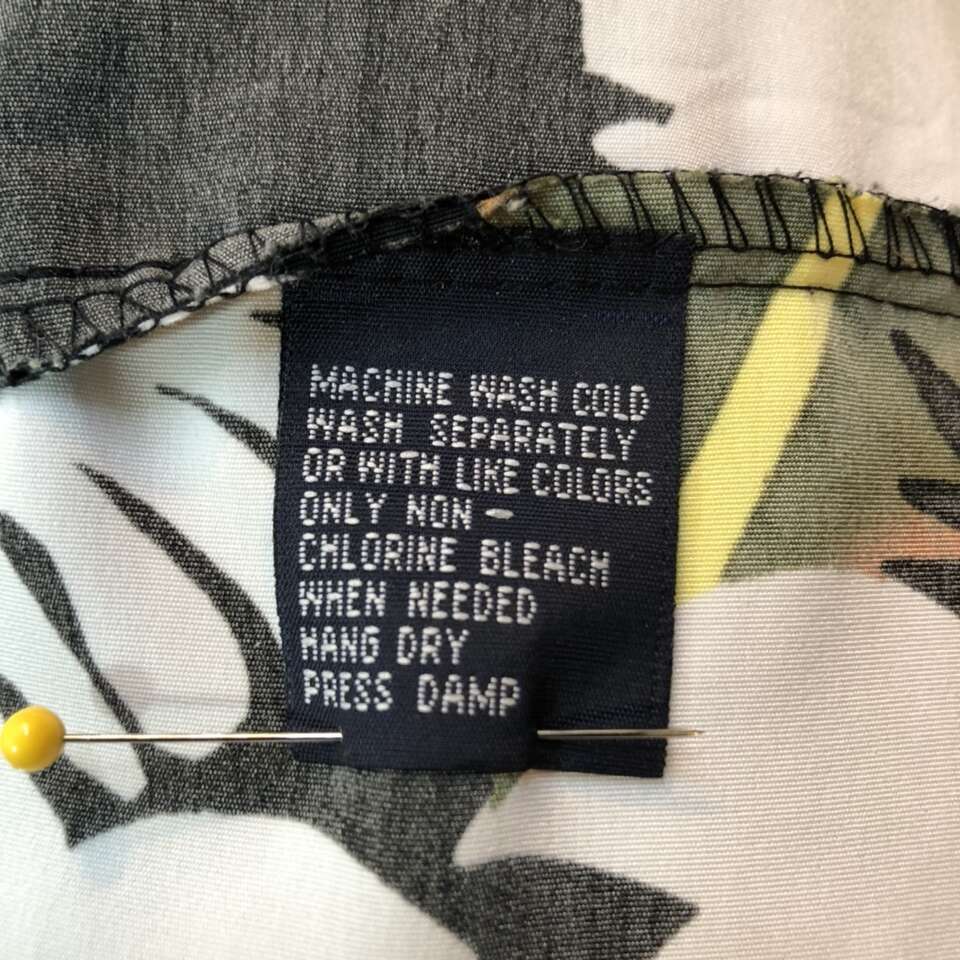 MACHINE WASH COLD
WASH SEPARATELY
OR WITH LIKE COLORS
ONLY NON -
CHLORINE BLEACH
WHEN NEEDED
HANG DRY
PRESS DAMP